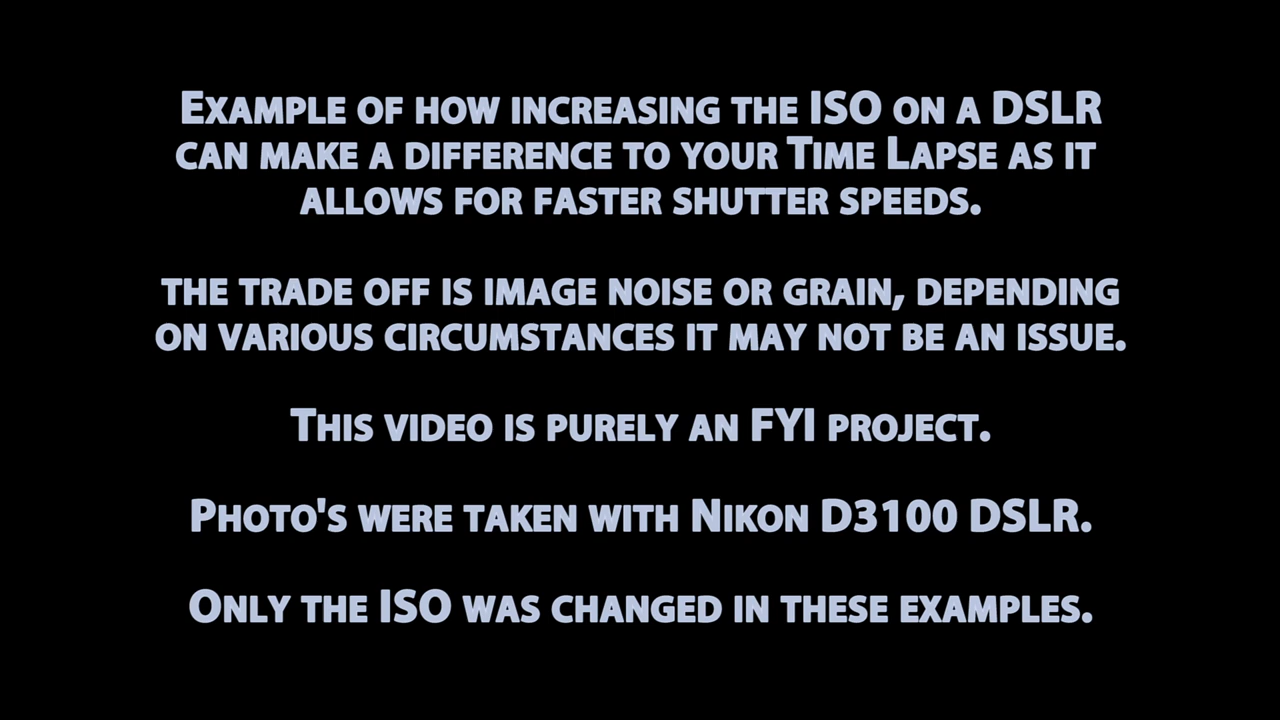 Example of how increasing the ISO on a DSLR
can make a difference to your Time Lapse as it
allows for faster shutter speeds.
the trade off is image noise or grain, depending
on various circumstances it may not be an issue.
This video is purely an FYI project.
Photo's were taken with Nikon D3100 DSLR.
Only the ISO was changed in these examples.